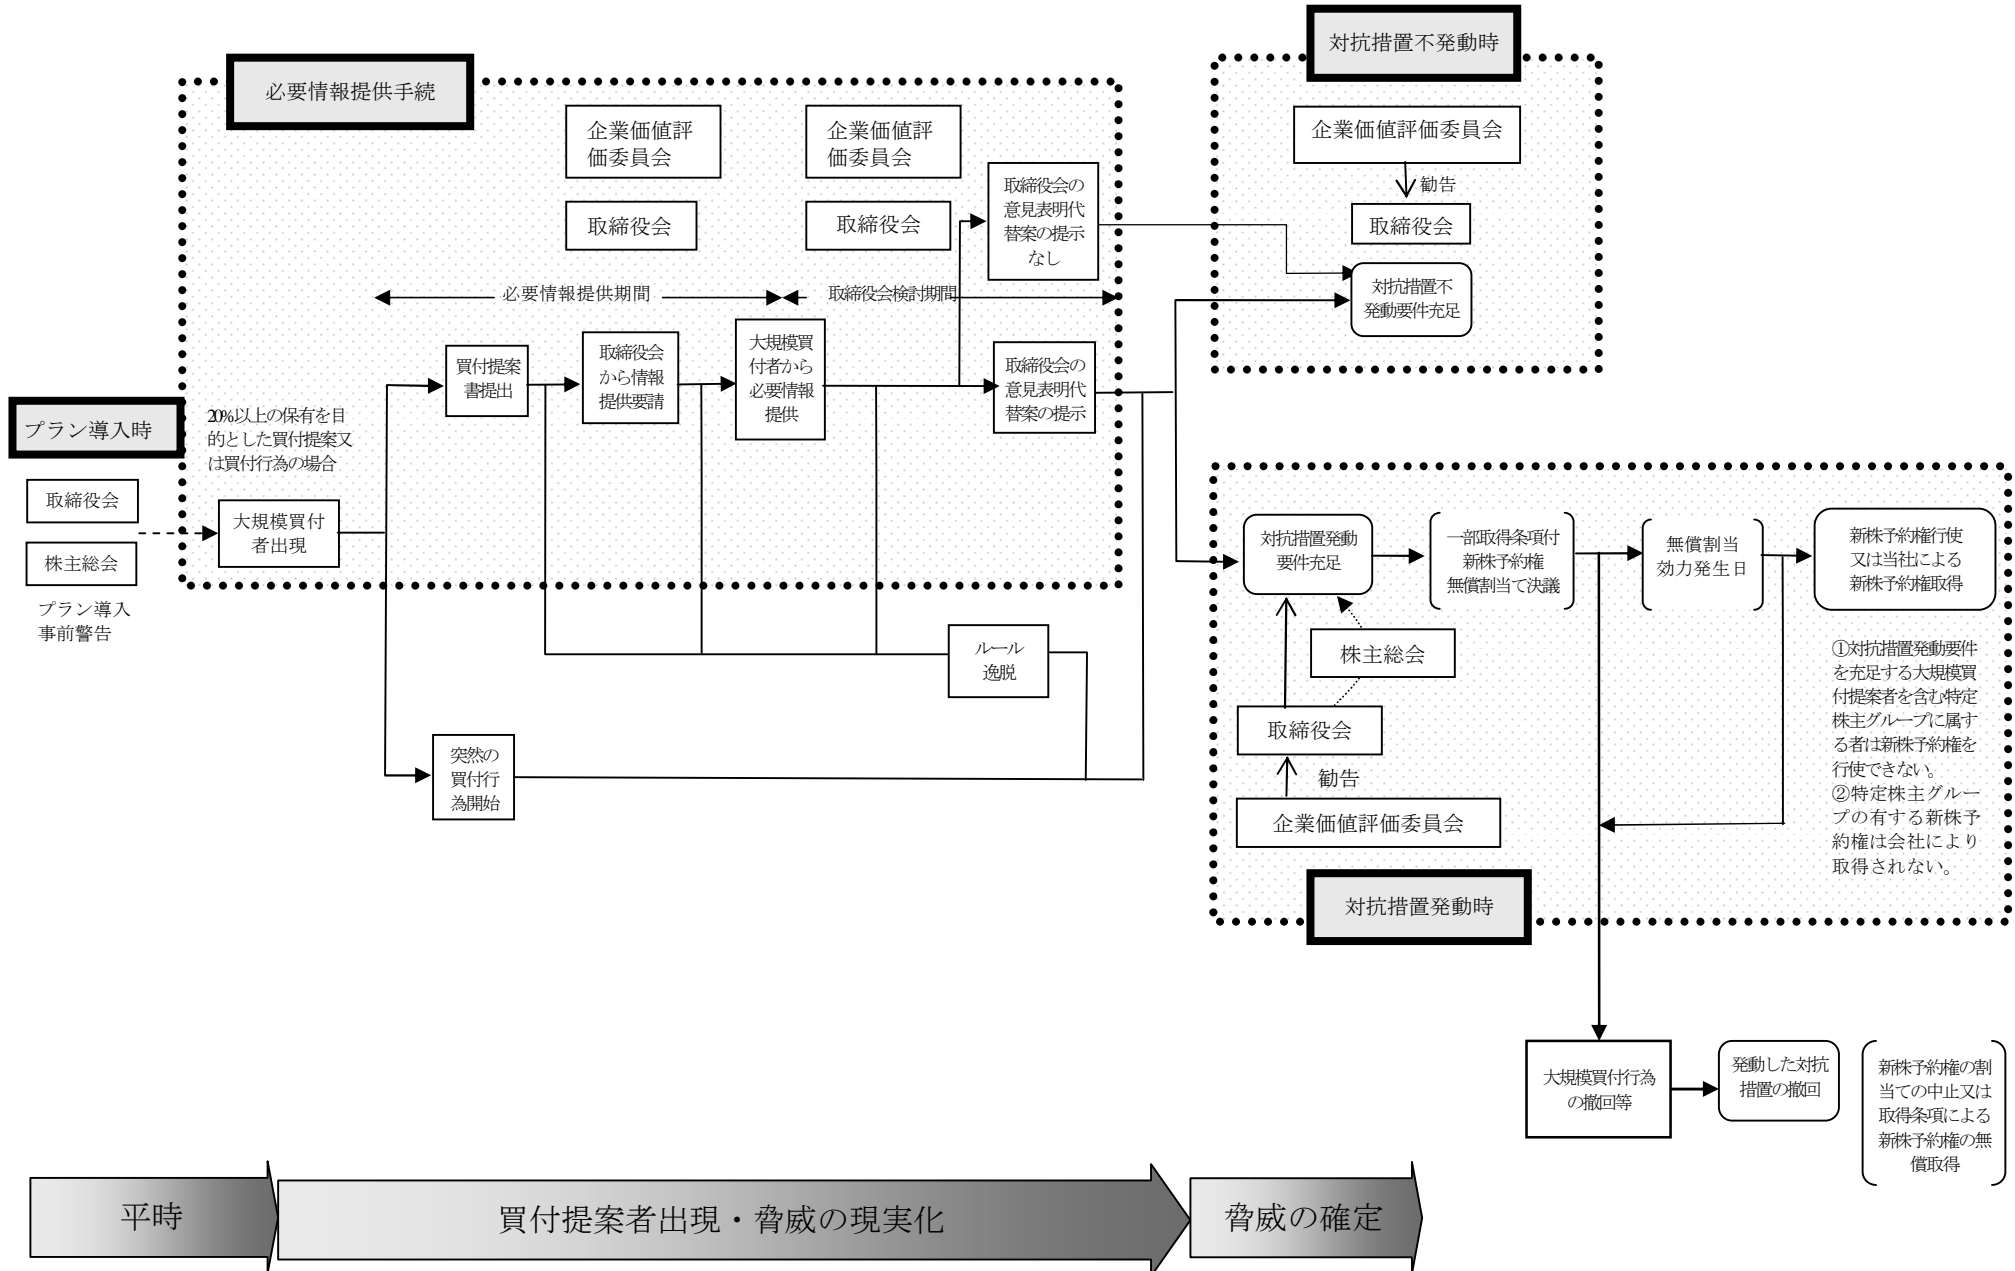 対抗措置不発動時
必要情報提供手続
企業価値評
価委員会
企業価値評
価委員会
企業価値評価委員会
勧告
取締役会
取締役会
取締役会の
意見表明代
替案の提示
なし
取締役会
必要情報提供期間
取締役会検討期間
対抗措置不
発動要件充足
買付提案
書提出
取締役会
から情報
提供要請
大規模買
付者から
必要情報
提供
取締役会の
意見表明代
替案の提示
プラン導入時
20%以上の保有を目
的とした買付提案又
は買付行為の場合
取締役会
株主総会
プラン導入
事前警告
大規模買付
者出現
ルール
逸脱
突然の
買付行
為開始
対抗措置発動
要件充足
一部取得条項付
新株予約権
無償割当て決議
無償割当
効力発生日
新株予約権行使
又は当社による
新株予約権取得
株主総会
取締役会
勧告
企業価値評価委員会
①対抗措置発動要件
を充足する大規模買
付提案者を含む特定
株主グループに属す
る者は新株予約権を
行使できない。
②特定株主グルー
プの有する新株予
約権は会社により
取得されない。
対抗措置発動時
大規模買付行為
の撤回等
発動した対抗
措置の撤回
新株予約権の割
当ての中止又は
取得条項による
新株予約権の無
償取得
平時
買付提案者出現・脅威の現実化
脅威の確定